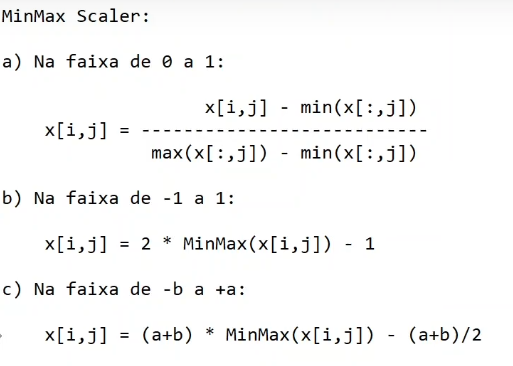 MinMax Scaler:
a) Na faixa de 0 a 1:
x[i,j] - min(x[:,j])
x[i,j] = ---------------------------
max(x[:,j]) - min(x[:,j])
b) Na faixa de -1 a 1:
x[i,j] = 2 * MinMax(x[i,j]) - 1
c) Na faixa de -b a +a:
x[i,j] = (a+b) * MinMax(x[i,j]) - (a+b)/2